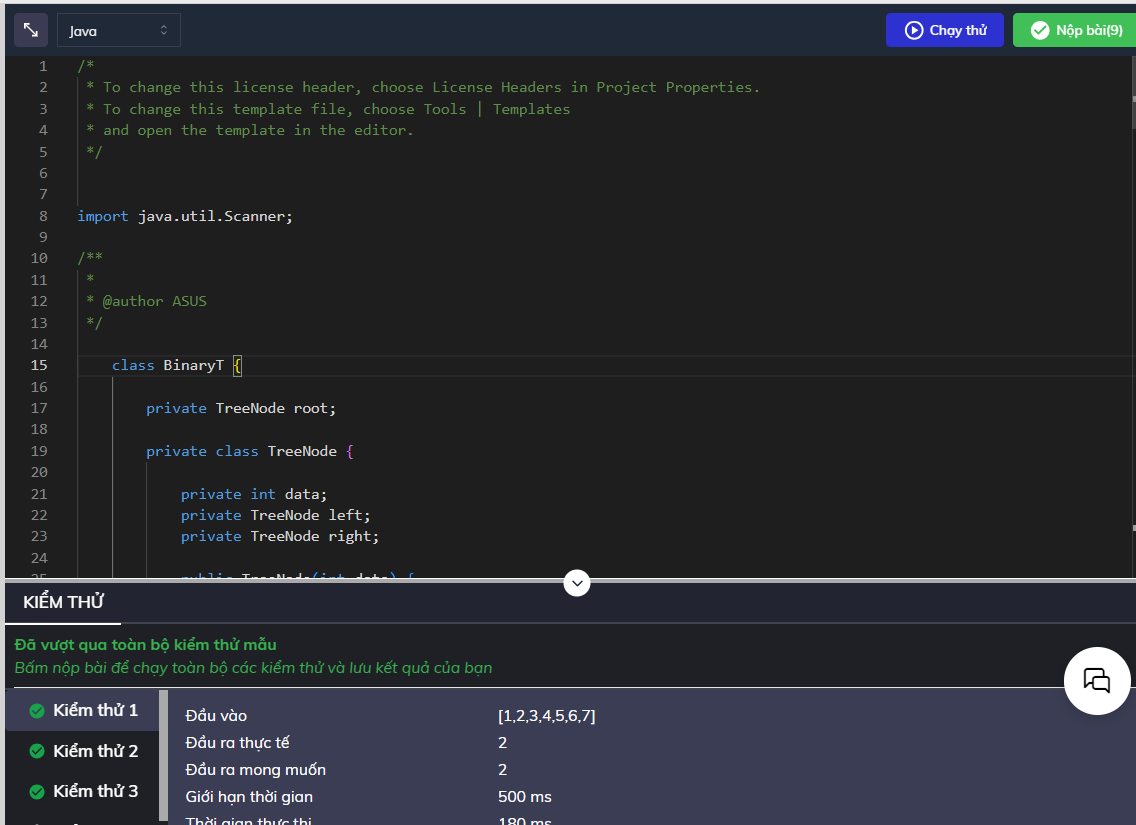 Java
Chạy thử
Nộp bài(9)
1 /*
2 * To change this license header, choose License Headers in Project Properties.
3 * To change this template file, choose Tools | Templates
4 * and open the template in the editor.
5 */
6
7
8 import java.util.Scanner;
9
10 /**
11 *
12 * @author ASUS
13 */
14
15 class BinaryT {
16
17 private TreeNode root;
18
19 private class TreeNode {
20
21 private int data;
22 private TreeNode left;
23 private TreeNode right;
24
25 public TreeNode(int data) {
KIỂM THỬ
Đã vượt qua toàn bộ kiểm thử mẫu
Bấm nộp bài để chạy toàn bộ các kiểm thử và lưu kết quả của bạn
Kiểm thử 1
Kiểm thử 2
Kiểm thử 3
Đầu vào [1,2,3,4,5,6,7]
Đầu ra thực tế 2
Đầu ra mong muốn 2
Giới hạn thời gian 500 ms
Thời gian thực thi 180 ms